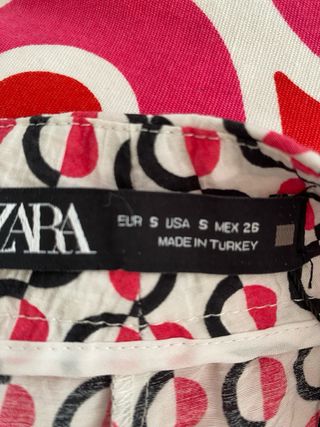 ZARA
EUR S USA S MEX 26
MADE IN TURKEY